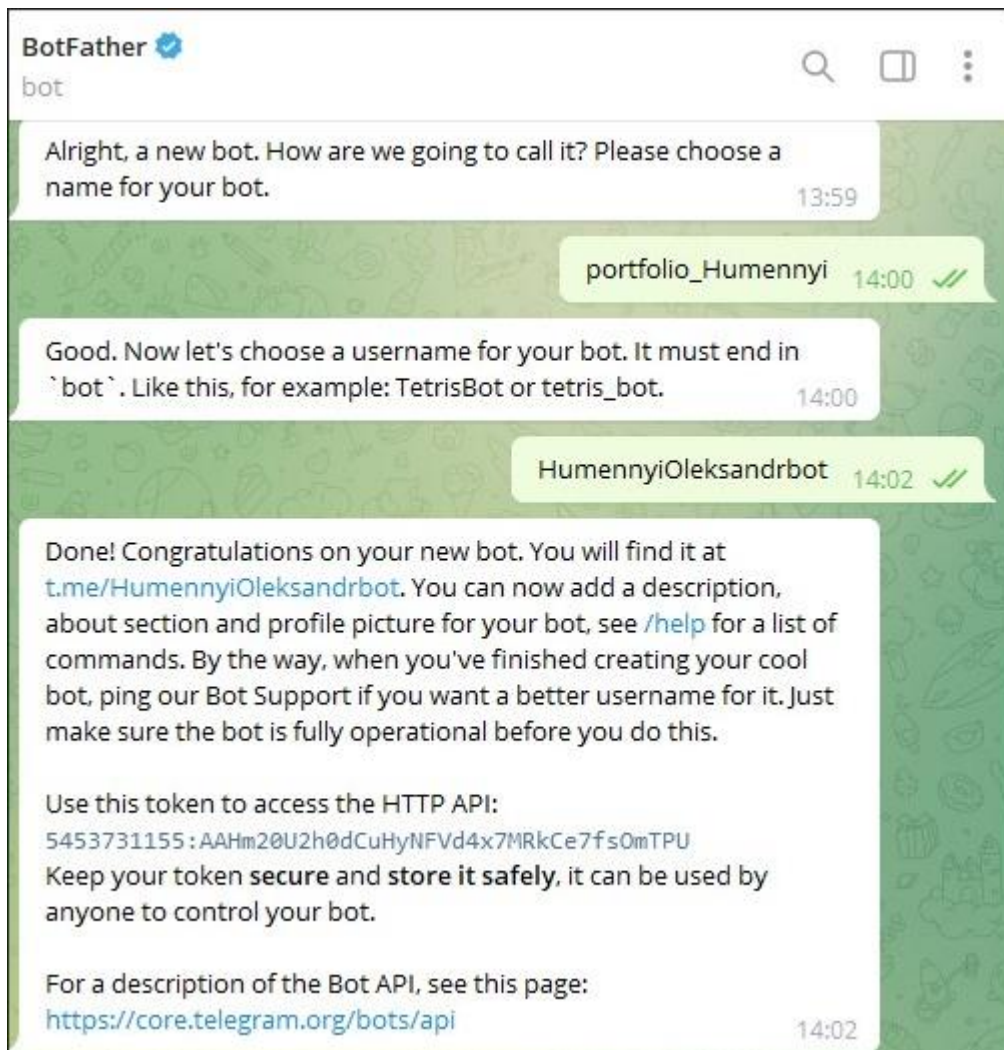 BotFather
bot
Alright, a new bot. How are we going to call it? Please choose a
name for your bot.
13:59
portfolio_Humennyi
14:00
Good. Now let's choose a username for your bot. It must end in
`bot`. Like this, for example: TetrisBot or tetris_bot.
14:00
HumennyiOleksandrbot
14:02
Done! Congratulations on your new bot. You will find it at
t.me/HumennyiOleksandrbot. You can now add a description,
about section and profile picture for your bot, see /help for a list of
commands. By the way, when you've finished creating your cool
bot, ping our Bot Support if you want a better username for it. Just
make sure the bot is fully operational before you do this.
Use this token to access the HTTP API:
5453731155:AAHm20U2h0dCuHyNFVd4x7MRkCe7fsOmTPU
Keep your token secure and store it safely, it can be used by
anyone to control your bot.
For a description of the Bot API, see this page:
https://core.telegram.org/bots/api
14:02